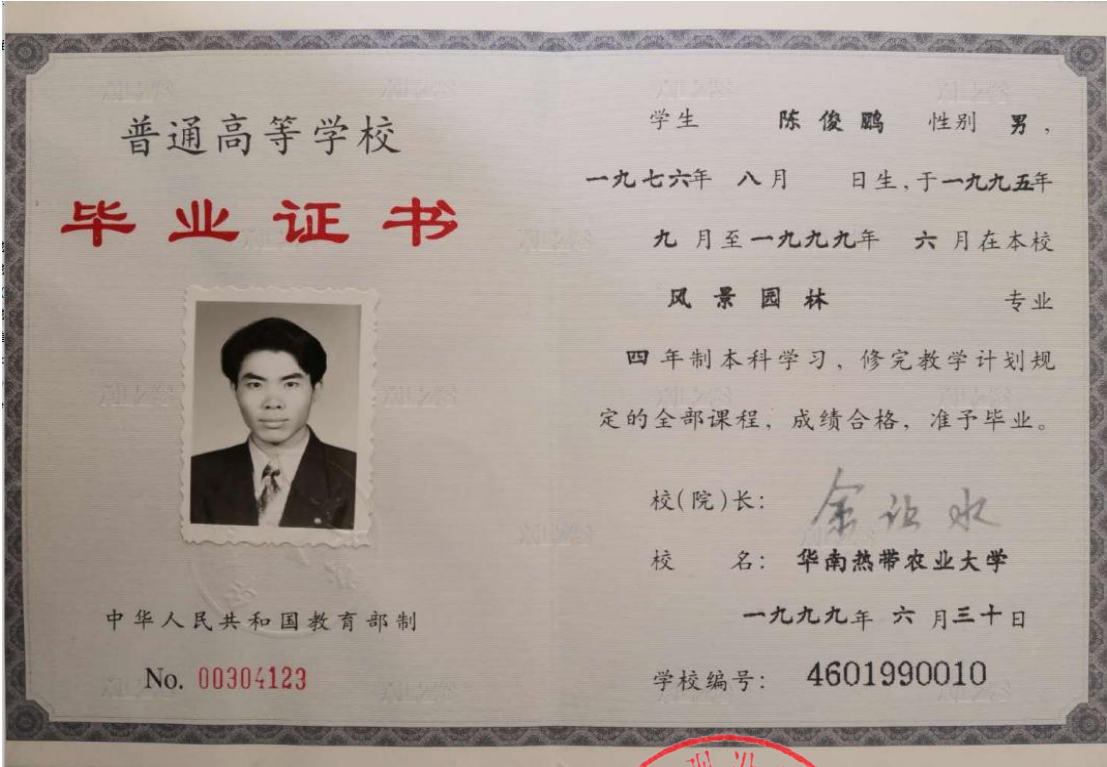 普通高等学校
毕业证书
中华人民共和国教育部制
No. 00304123
学生 陈俊鹏 性别 男,
一九七六年 八月 日生,于一九九五年
九月至一九九九年 六月在本校
风景园林 专业
四年制本科学习,修完教学计划规
定的全部课程,成绩合格,准予毕业。
校(院)长:
校 名: 华南热带农业大学
一九九九年 六月三十日
学校编号: 4601990010